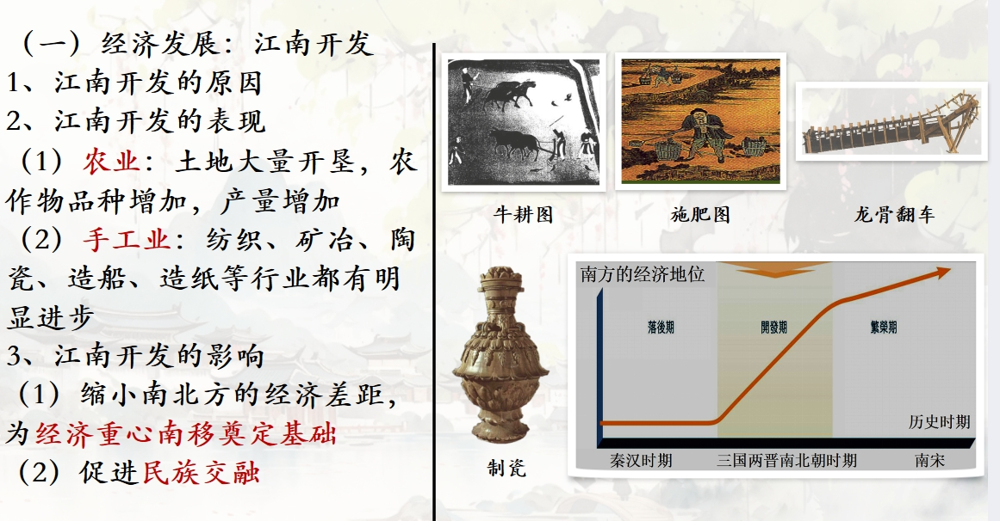 （一）经济发展：江南开发
1、江南开发的原因
2、江南开发的表现
（1）农业：土地大量开垦，农
作物品种增加，产量增加
（2）手工业：纺织、矿冶、陶
瓷、造船、造纸等行业都有明
显进步
3、江南开发的影响
（1）缩小南北方的经济差距，
为经济重心南移奠定基础
（2）促进民族交融
牛耕图
施肥图
龙骨翻车
制瓷
南方的经济地位
落後期
開發期
繁榮期
历史时期
秦汉时期
三国两晋南北朝时期
南宋